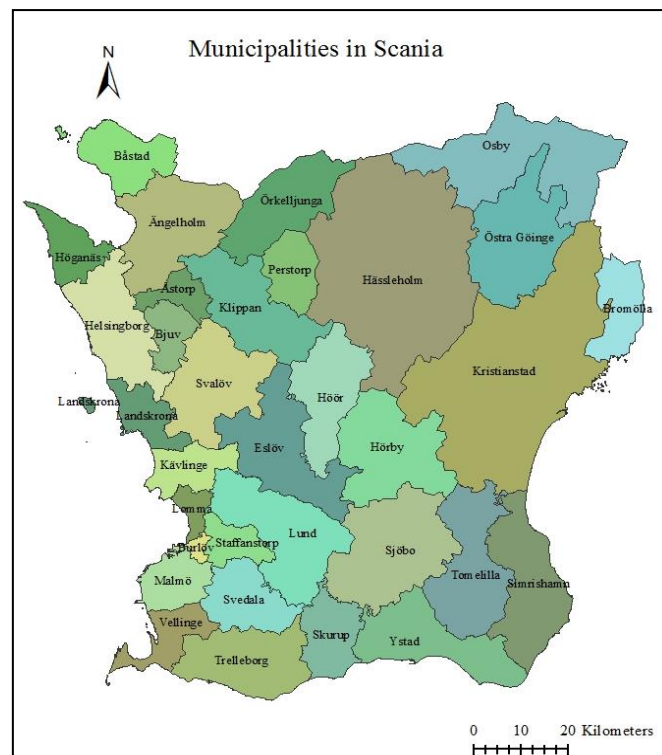 Municipalities in Scania
N
Båstad
Osby
Örkelljunga
Ängelholm
Östra Göinge
Höganäs
Perstorp
Hässleholm
Åstorp
Klippan
Bromölla
Helsingborg
Bjuv
Kristianstad
Svalöv
Höör
Landskrona
Landskrona
Hörby
Eslöv
Kävlinge
Lomma
Lund
Staffanstorp
Burlöv
Sjöbo
Tomelilla
Malmö
Simrishamn
Svedala
Vellinge
Skurup
Ystad
Trelleborg
0 10 20 Kilometers